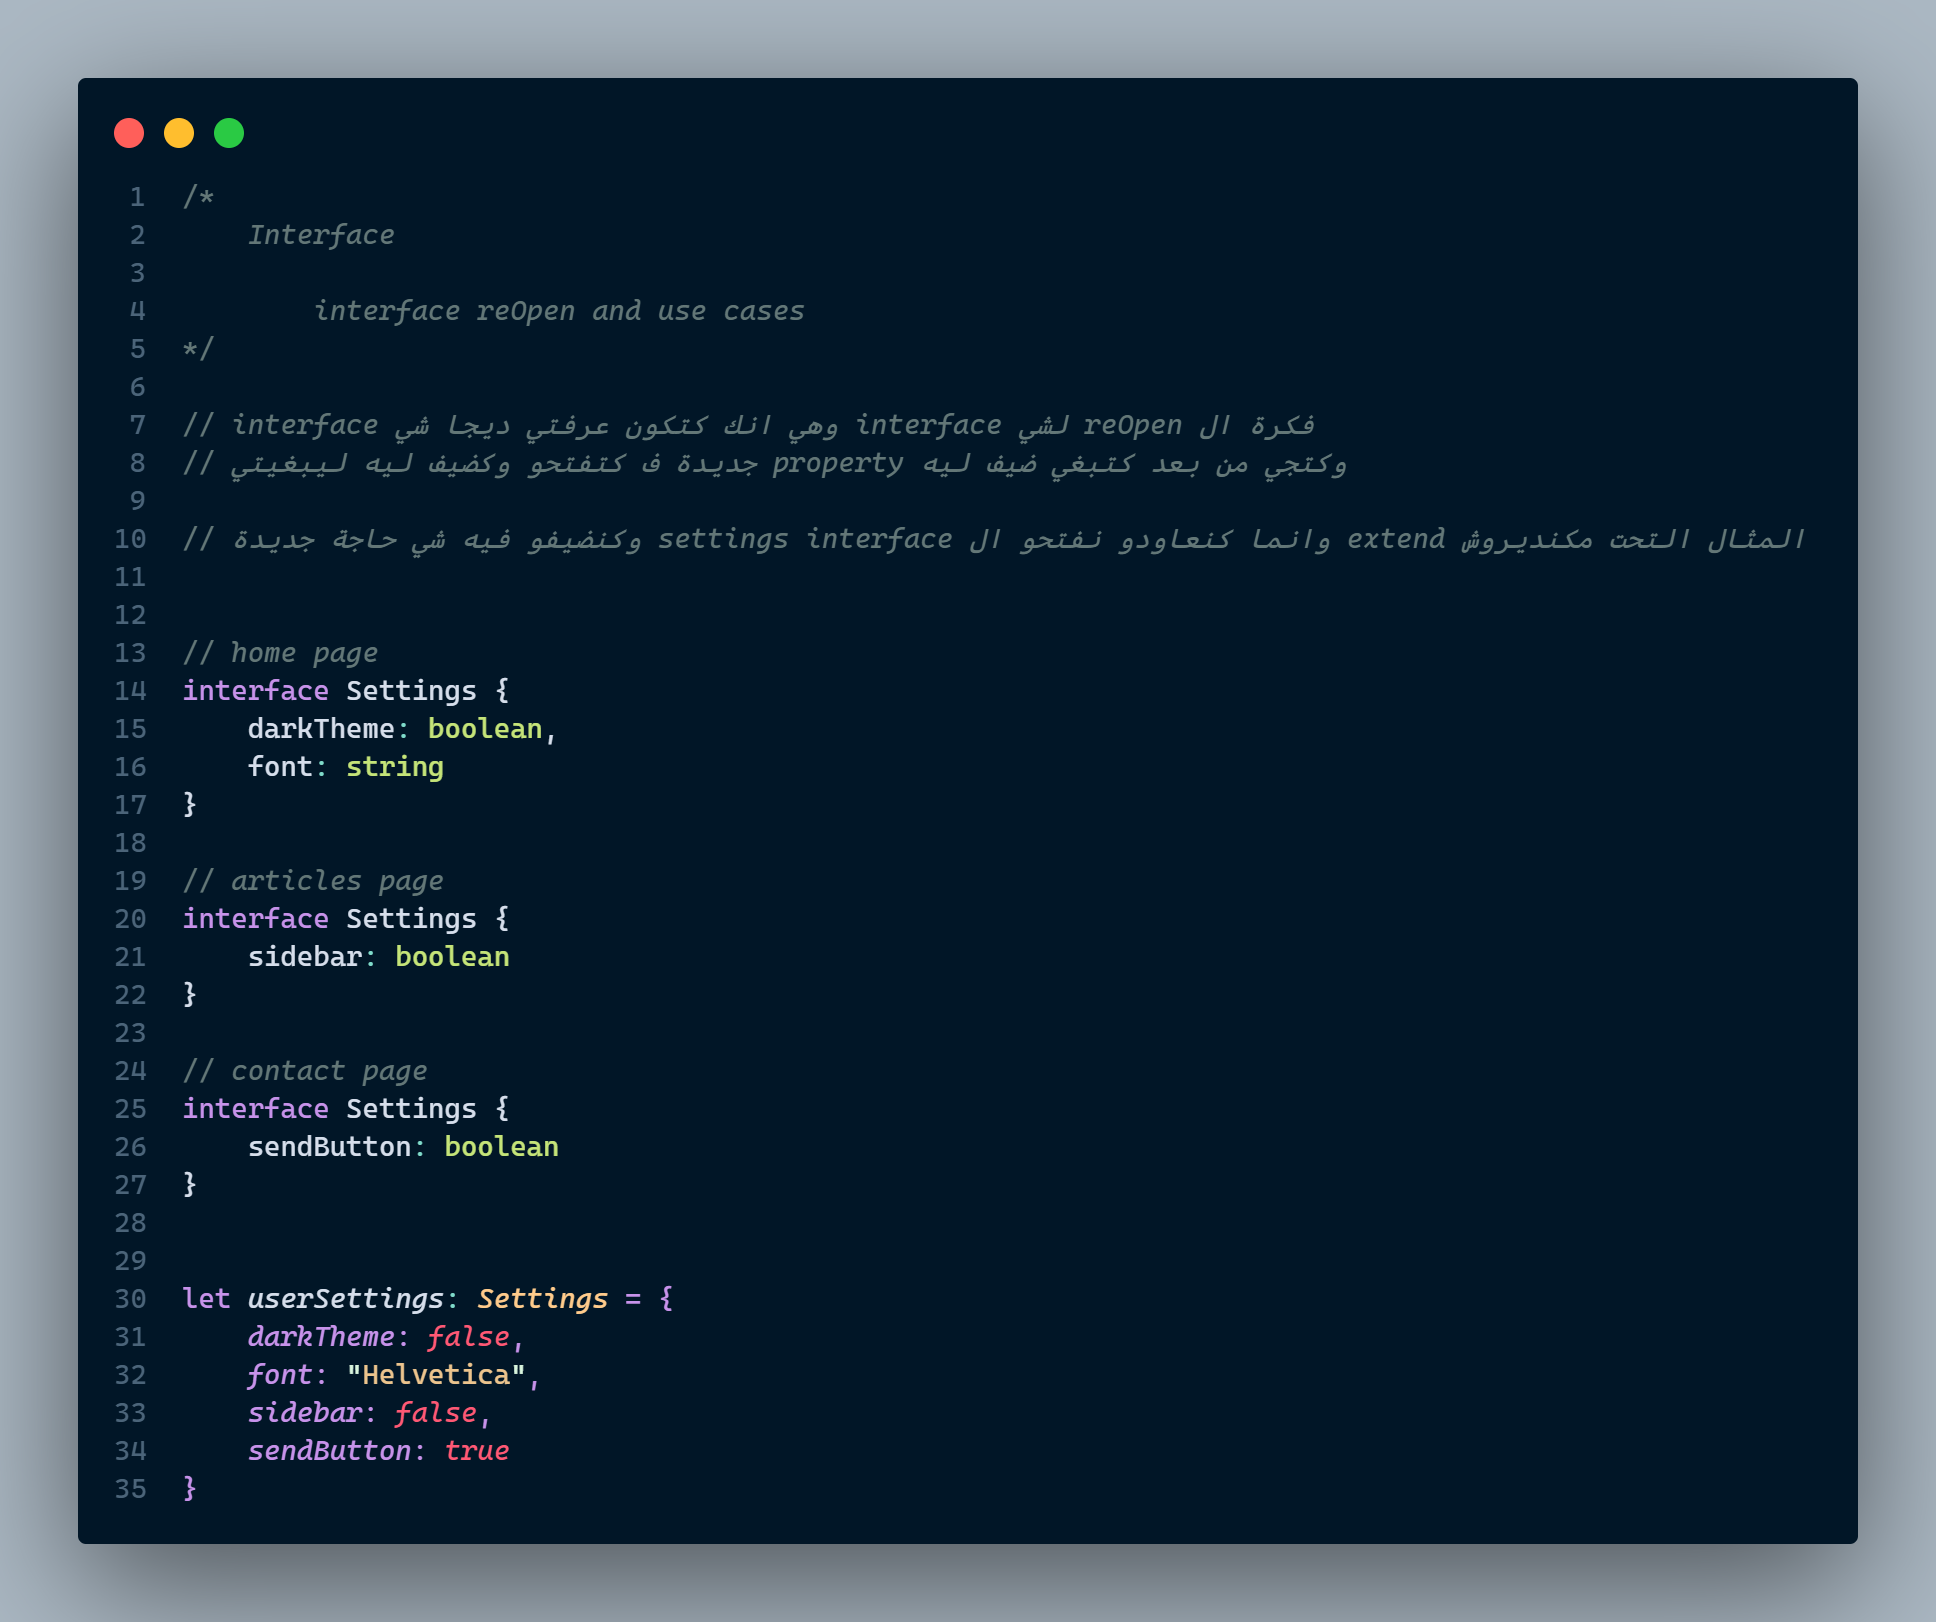 1 /*
2     Interface
3
4         interface reOpen and use cases
5 */
6
7 // فكرة ال reOpen لشي interface وهي انك كتكون عرفتي ديجا شي interface
8 // وكتجي من بعد كتبغي ضيف ليه property جديدة ف كتفتحو وكضيف ليه ليبغيتي
9
10 // المثال التحت مكنديروش extend وانما كنعاودو نفتحو ال settings interface وكنضيفو فيه شي حاجة جديدة
11
12
13 // home page
14 interface Settings {
15     darkTheme: boolean,
16     font: string
17 }
18
19 // articles page
20 interface Settings {
21     sidebar: boolean
22 }
23
24 // contact page
25 interface Settings {
26     sendButton: boolean
27 }
28
29
30 let userSettings: Settings = {
31     darkTheme: false,
32     font: "Helvetica",
33     sidebar: false,
34     sendButton: true
35 }